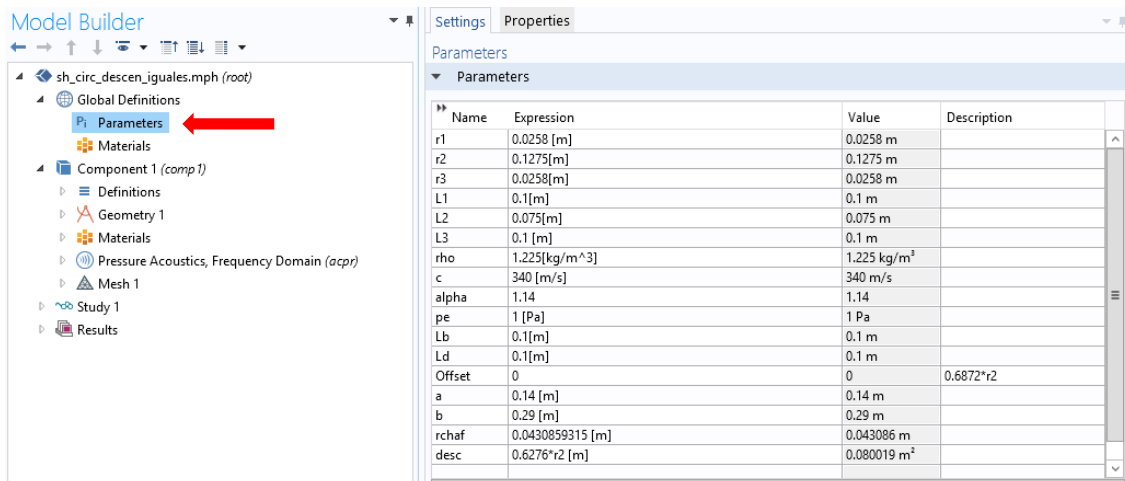 Model Builder
sh_circ_descen_iguales.mph (root)
Global Definitions
Pi Parameters
Materials
Component 1 (comp1)
Definitions
Geometry 1
Materials
Pressure Acoustics, Frequency Domain (acpr)
Mesh 1
Study 1
Results
Settings Properties
Parameters
Parameters
Name Expression Value Description
r1 0.0258 [m] 0.0258 m
r2 0.1275[m] 0.1275 m
r3 0.0258[m] 0.0258 m
L1 0.1[m] 0.1 m
L2 0.075[m] 0.075 m
L3 0.1 [m] 0.1 m
rho 1.225[kg/m^3] 1.225 kg/m³
c 340 [m/s] 340 m/s
alpha 1.14 1.14
pe 1 [Pa] 1 Pa
Lb 0.1[m] 0.1 m
Ld 0.1[m] 0.1 m
Offset 0 0 0.6872*r2
a 0.14 [m] 0.14 m
b 0.29 [m] 0.29 m
rchaf 0.0430859315 [m] 0.043086 m
desc 0.6276*r2 [m] 0.080019 m²